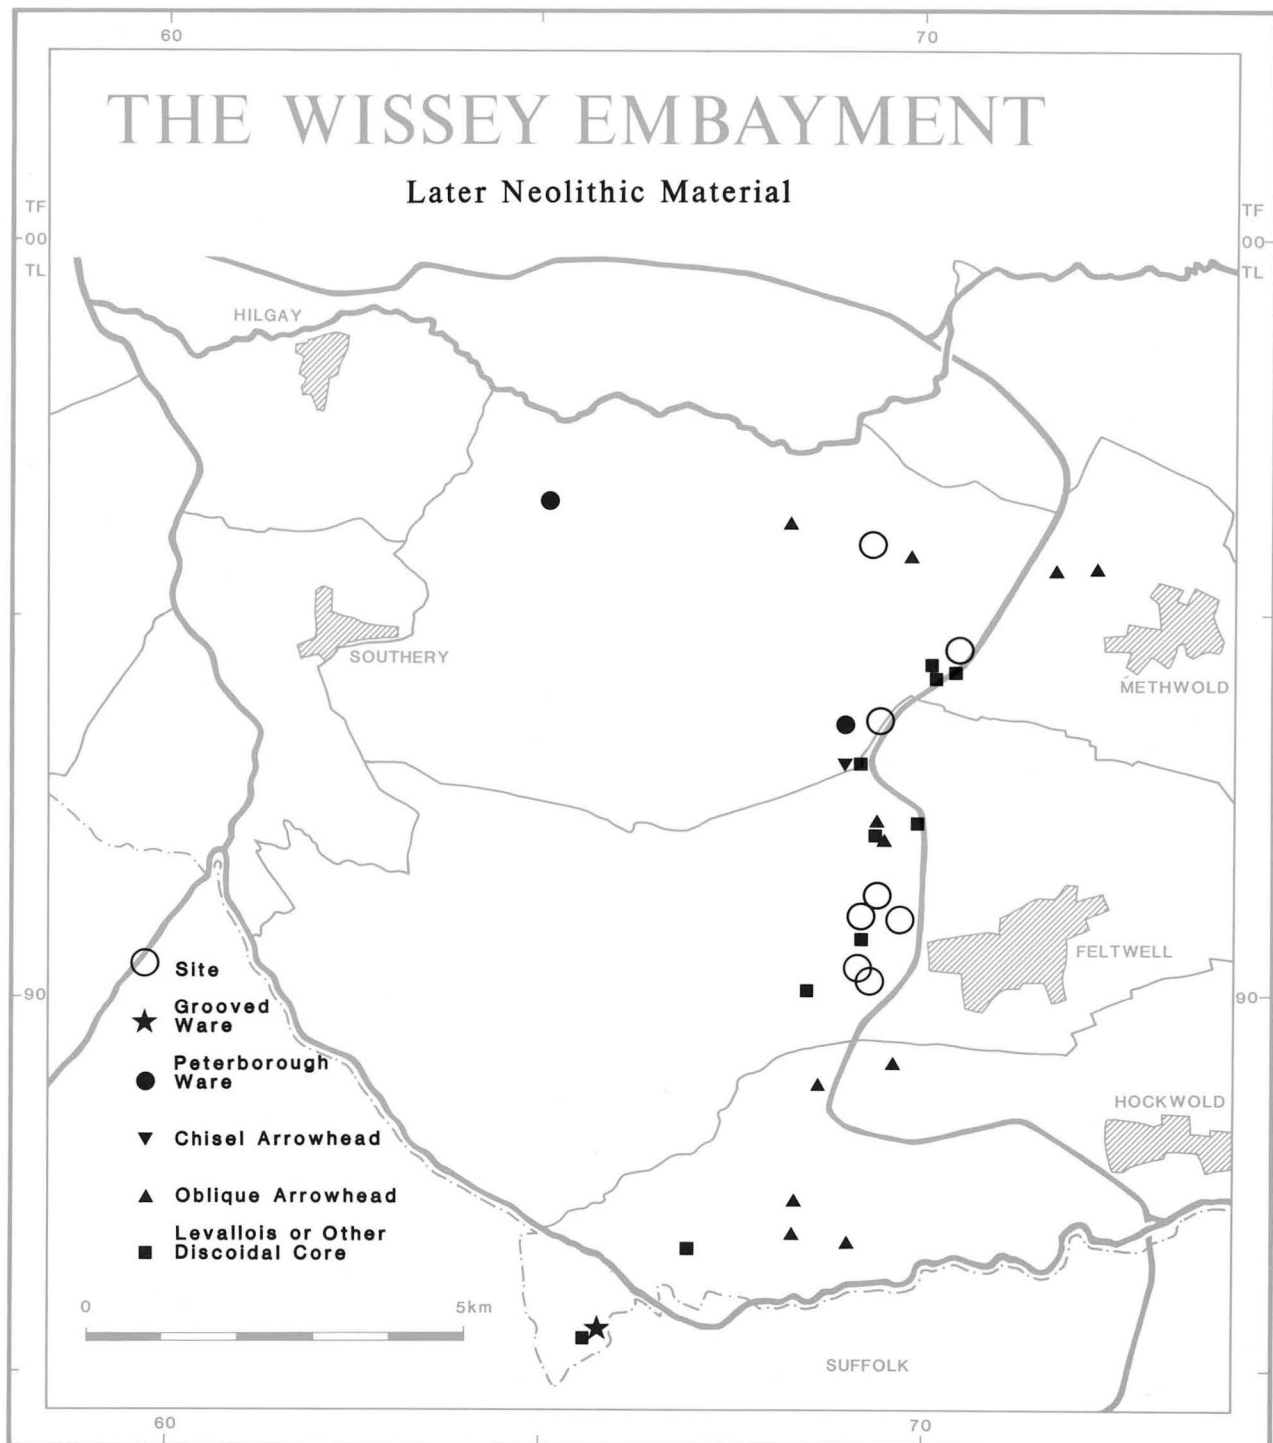 60 70
THE WISSEY EMBAYMENT
Later Neolithic Material
TF TF
00 00
TL TL
HILGAY
SOUTHERY
METHWOLD
FELTWELL
Site
90 90
Grooved
Ware
Peterborough
Ware
HOCKWOLD
Chisel Arrowhead
Oblique Arrowhead
Levallois or Other
Discoidal Core
0 5km
SUFFOLK
60 70